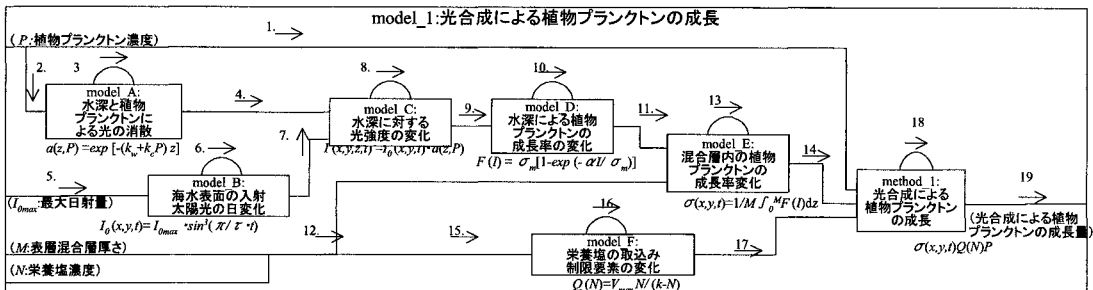 model_1:光合成による植物プランクトンの成長
(P:植物プランクトン濃度)
1.
2.
3
model_A:
水深と植物
プランクトンに
よる光の消散
a(z,P) =exp [-(k_w+k_cP) z]
4.
5.
(I_0max:最大日射量)
6.
model_B:
海水表面の入射
太陽光の日変化
I_0(x,y,t)= I_0max・sin³(π/τ・t)
7.
8.
model_C:
水深に対する
光強度の変化
I(x,y,z,t)=I_0(x,y,t)・a(z,P)
9.
10.
model_D:
水深による植物
プランクトンの
成長率の変化
F(I) = σ_m[1-exp (- αI/ σ_m)]
11.
12.
13
model_E:
混合層内の植物
プランクトンの
成長率変化
σ(x,y,t)=1/M ∫_0^M F(I)dz
14.
(M:表層混合層厚さ)
(N:栄養塩濃度)
15.
16
model_F:
栄養塩の取込み
制限要素の変化
Q(N)=V_max N/(k-N)
17.
18
method_1:
光合成による
植物プランクトン
の成長
σ(x,y,t)Q(N)P
19
(光合成による植物
プランクトンの成長量)